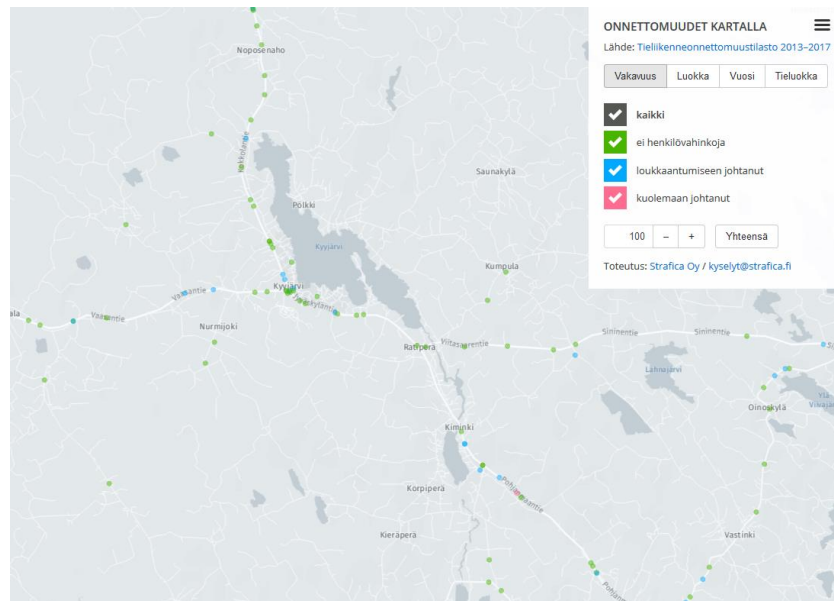 ONNETTOMUUDET KARTALLA
Lähde: Tieliikenneonnettomuustilasto 2013–2017
Vakavuus
Luokka
Vuosi
Tieluokka
kaikki
ei henkilövahinkoja
loukkaantumiseen johtanut
kuolemaan johtanut
100
–
+
Yhteensä
Toteutus: Strafica Oy / kyselyt@strafica.fi
Noposenaho
Saunakylä
Pölkki
Kyyjärvi
Kumpula
Kyyjärvi
Vaasantie
Vaasantie
Nurmijoki
Sininentie
Sininentie
Ratiperä
Viitasaarentie
Lahnajärvi
Oinoskylä
Kiminki
Korpiperä
Pohjanmaantie
Kieräperä
Vastinki